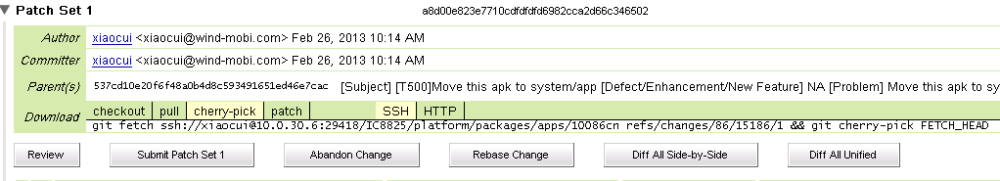 Patch Set 1 a8d00e823e7710cdfdfdfd6982cca2d66c346502
Author xiaocui <xiaocui@wind-mobi.com> Feb 26, 2013 10:14 AM
Committer xiaocui <xiaocui@wind-mobi.com> Feb 26, 2013 10:14 AM
Parent(s) 537cd10e20f6f48a0b4d8c593491651ed46e7cac [Subject] [T500]Move this apk to system/app [Defect/Enhancement/New Feature] NA [Problem] Move this apk to sy
Download checkout pull cherry-pick patch SSH HTTP
git fetch ssh://xiaocui@10.0.30.6:29418/IC8825/platform/packages/apps/10086cn refs/changes/86/15186/1 && git cherry-pick FETCH_HEAD
Review Submit Patch Set 1 Abandon Change Rebase Change Diff All Side-by-Side Diff All Unified